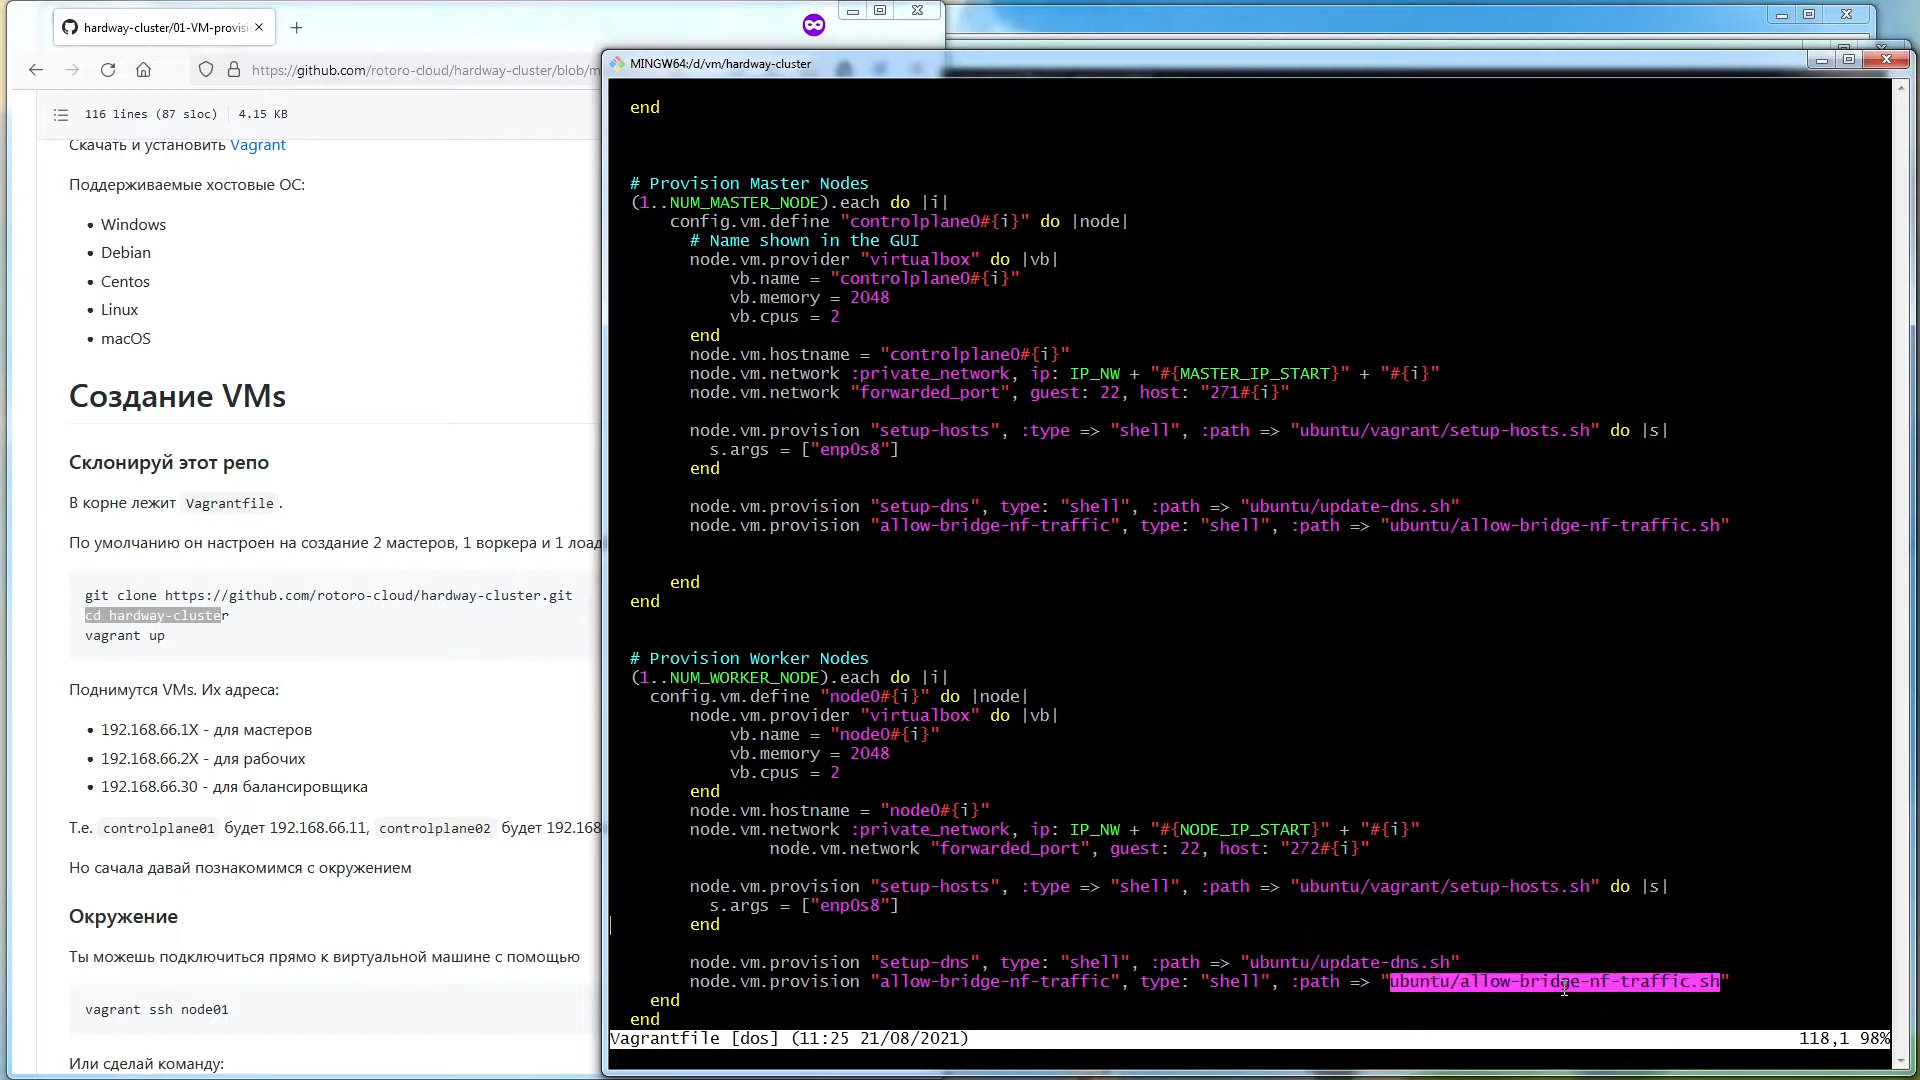 hardway-cluster/01-VM-provisi
https://github.com/rotoro-cloud/hardway-cluster/blob/m
116 lines (87 sloc) 4.15 KB
Скачать и установить Vagrant
Поддерживаемые хостовые ОС:
Windows
Debian
Centos
Linux
macOS
Создание VMs
Склонируй этот репо
В корне лежит Vagrantfile.
По умолчанию он настроен на создание 2 мастеров, 1 воркера и 1 лоад
git clone https://github.com/rotoro-cloud/hardway-cluster.git
cd hardway-cluster
vagrant up
Поднимутся VMs. Их адреса:
192.168.66.1X - для мастеров
192.168.66.2X - для рабочих
192.168.66.30 - для балансировщика
Т.е. controlplane01 будет 192.168.66.11, controlplane02 будет 192.168
Но сачала давай познакомимся с окружением
Окружение
Ты можешь подключиться прямо к виртуальной машине с помощью
vagrant ssh node01
Или сделай команду:
MINGW64:/d/vm/hardway-cluster
end
# Provision Master Nodes
(1..NUM_MASTER_NODE).each do |i|
config.vm.define "controlplane0#{i}" do |node|
# Name shown in the GUI
node.vm.provider "virtualbox" do |vb|
vb.name = "controlplane0#{i}"
vb.memory = 2048
vb.cpus = 2
end
node.vm.hostname = "controlplane0#{i}"
node.vm.network :private_network, ip: IP_NW + "#{MASTER_IP_START}" + "#{i}"
node.vm.network "forwarded_port", guest: 22, host: "271#{i}"
node.vm.provision "setup-hosts", :type => "shell", :path => "ubuntu/vagrant/setup-hosts.sh" do |s|
s.args = ["enp0s8"]
end
node.vm.provision "setup-dns", type: "shell", :path => "ubuntu/update-dns.sh"
node.vm.provision "allow-bridge-nf-traffic", type: "shell", :path => "ubuntu/allow-bridge-nf-traffic.sh"
end
end
# Provision Worker Nodes
(1..NUM_WORKER_NODE).each do |i|
config.vm.define "node0#{i}" do |node|
node.vm.provider "virtualbox" do |vb|
vb.name = "node0#{i}"
vb.memory = 2048
vb.cpus = 2
end
node.vm.hostname = "node0#{i}"
node.vm.network :private_network, ip: IP_NW + "#{NODE_IP_START}" + "#{i}"
node.vm.network "forwarded_port", guest: 22, host: "272#{i}"
node.vm.provision "setup-hosts", :type => "shell", :path => "ubuntu/vagrant/setup-hosts.sh" do |s|
s.args = ["enp0s8"]
end
node.vm.provision "setup-dns", type: "shell", :path => "ubuntu/update-dns.sh"
node.vm.provision "allow-bridge-nf-traffic", type: "shell", :path => "ubuntu/allow-bridge-nf-traffic.sh"
end
end
Vagrantfile [dos] (11:25 21/08/2021) 118,1 98%